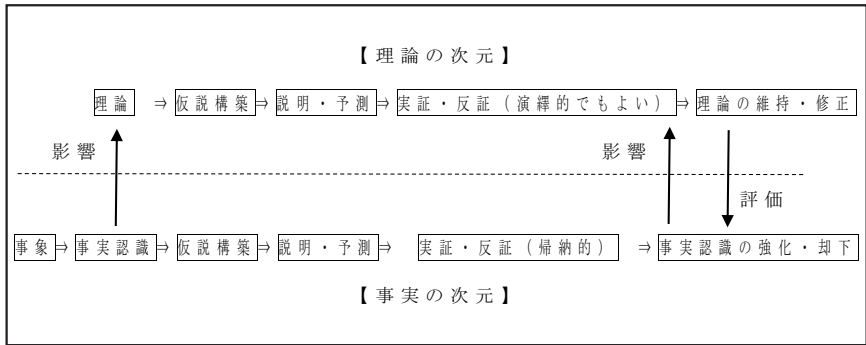 【理論の次元】
理論 ⇒ 仮説構築 ⇒ 説明・予測 ⇒ 実証・反証(演繹的でもよい) ⇒ 理論の維持・修正
影響 影響
評価
事象 ⇒ 事実認識 ⇒ 仮説構築 ⇒ 説明・予測 ⇒ 実証・反証(帰納的) ⇒ 事実認識の強化・却下
【事実の次元】